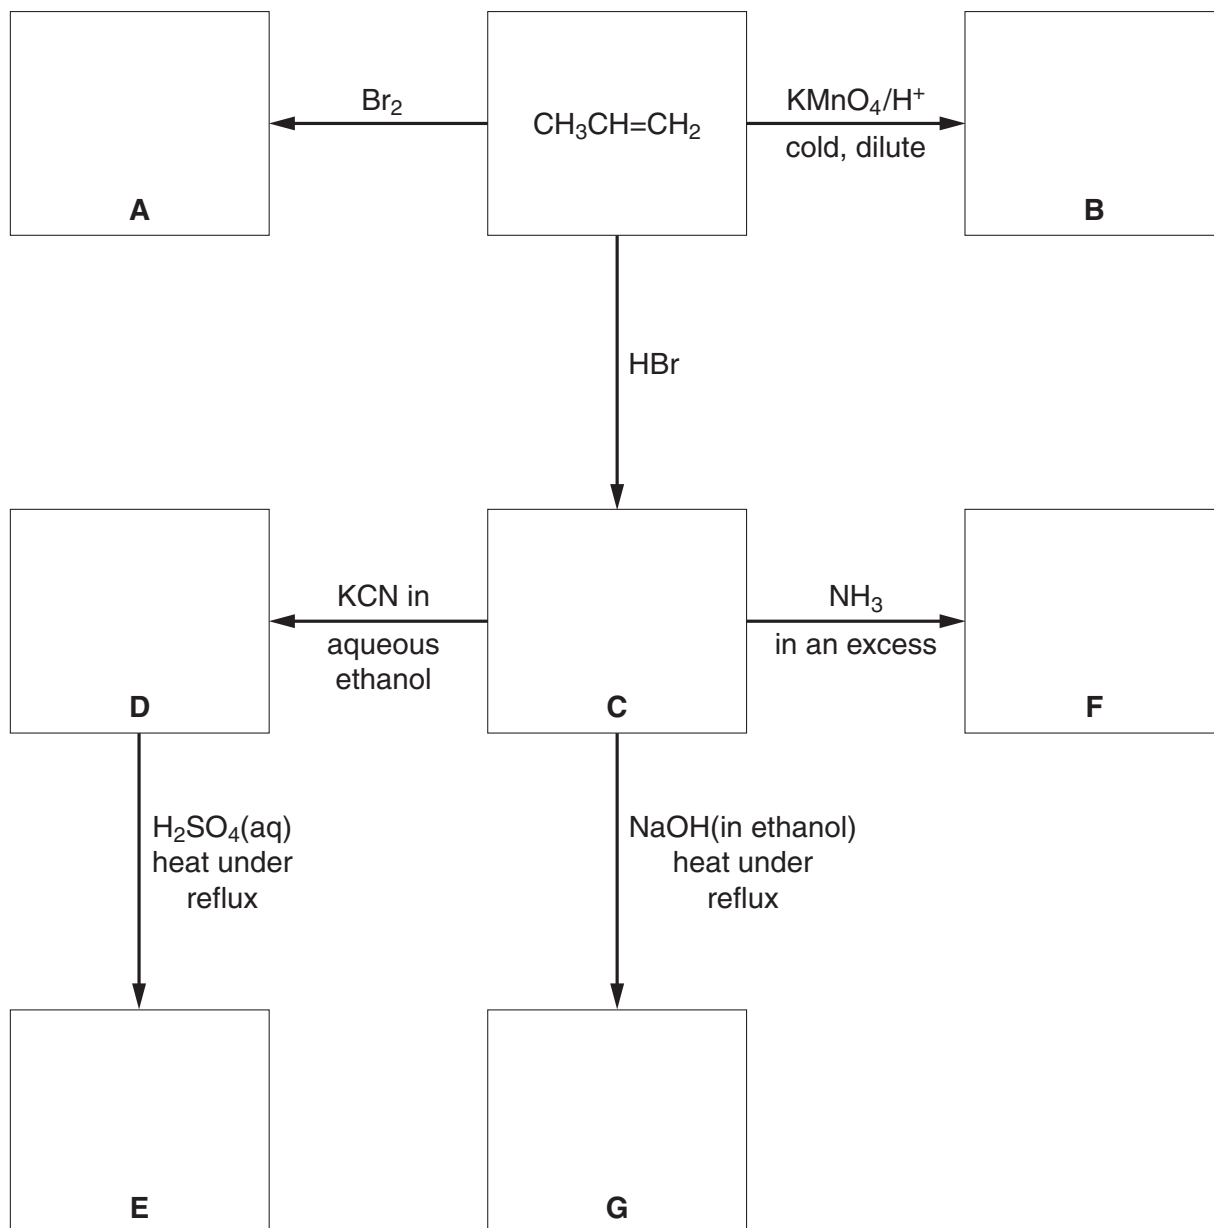 Br₂
CH₃CH=CH₂
KMnO₄/H⁺
cold, dilute
A
B
HBr
KCN in
aqueous
ethanol
NH₃
in an excess
D
C
F
H₂SO₄(aq)
heat under
reflux
NaOH(in ethanol)
heat under
reflux
E
G